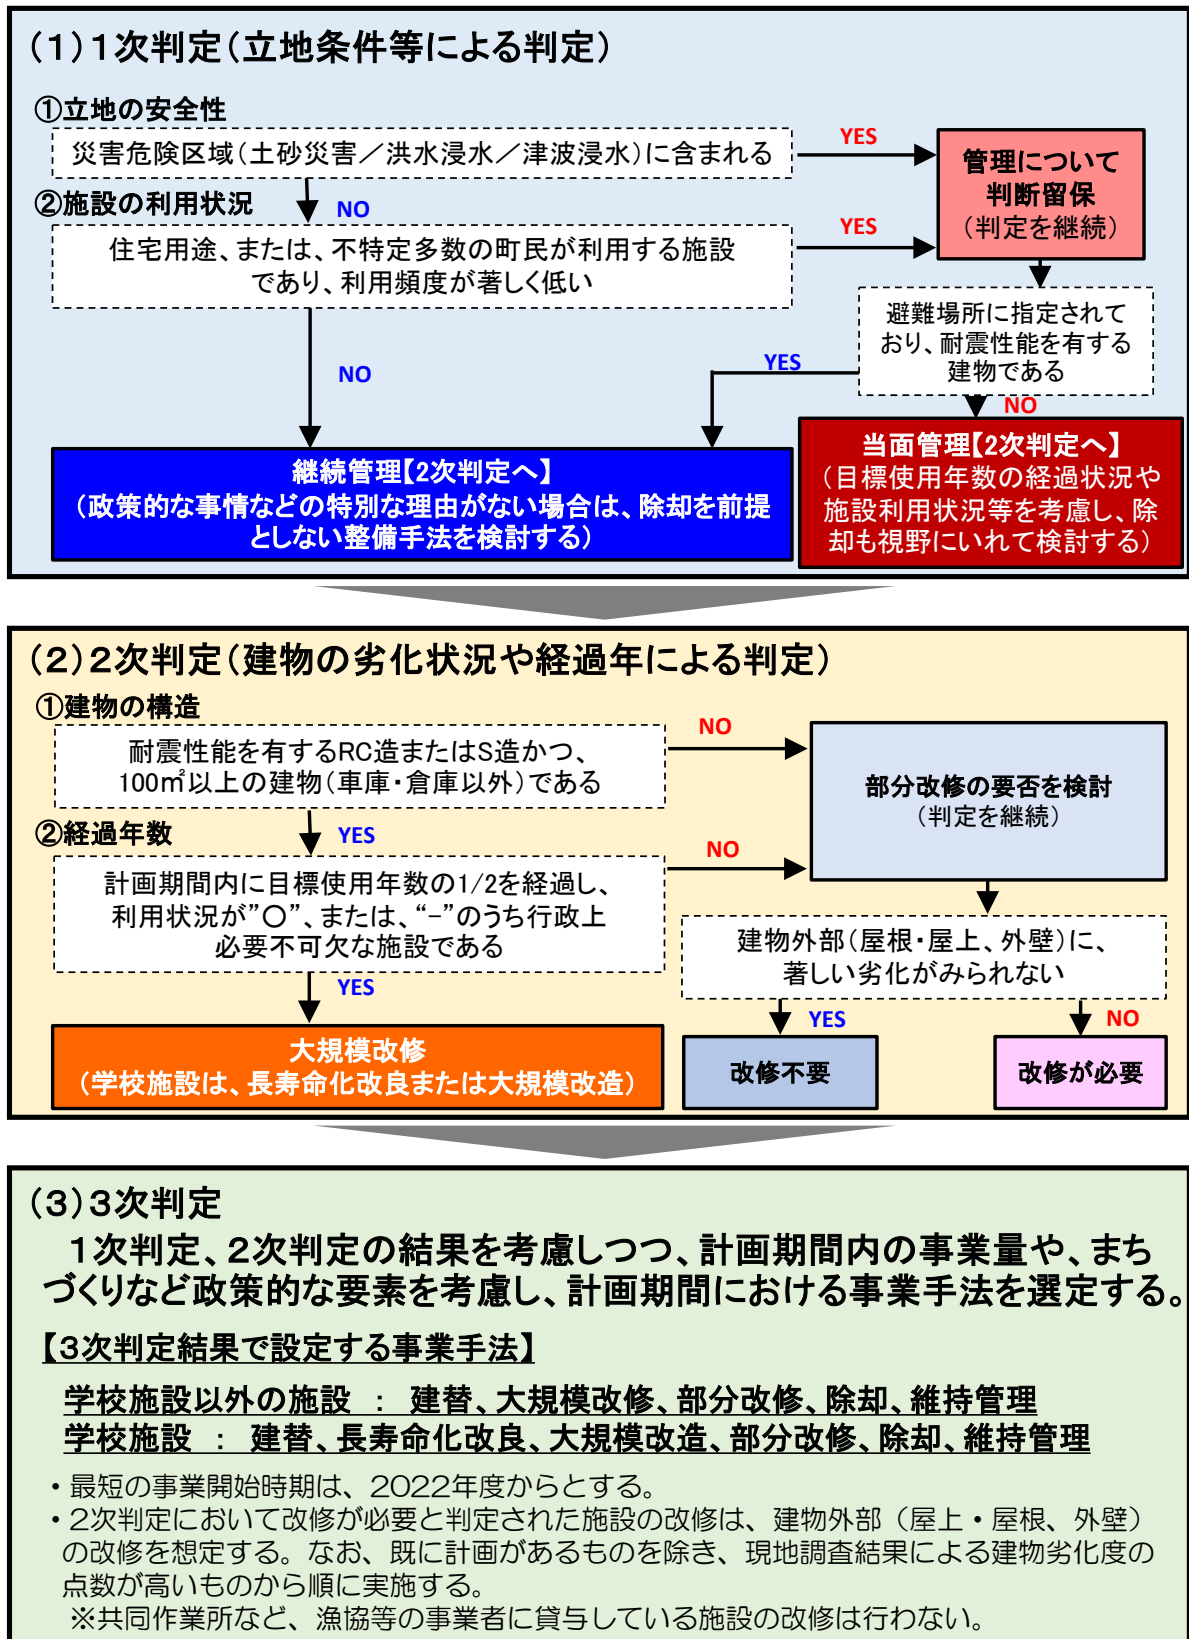 （1）1次判定（立地条件等による判定）
①立地の安全性
災害危険区域（土砂災害／洪水浸水／津波浸水）に含まれる
YES
管理について
判断留保
（判定を継続）
②施設の利用状況
NO
住宅用途、または、不特定多数の町民が利用する施設
であり、利用頻度が著しく低い
YES
避難場所に指定されて
おり、耐震性能を有する
建物である
NO
YES
NO
継続管理【2次判定へ】
（政策的な事情などの特別な理由がない場合は、除却を前提
としない整備手法を検討する）
当面管理【2次判定へ】
（目標使用年数の経過状況や
施設利用状況等を考慮し、除
却も視野にいれて検討する）
（2）2次判定（建物の劣化状況や経過年による判定）
①建物の構造
耐震性能を有するRC造またはS造かつ、
100㎡以上の建物（車庫・倉庫以外）である
NO
部分改修の要否を検討
（判定を継続）
②経過年数
YES
計画期間内に目標使用年数の1/2を経過し、
利用状況が”〇”、または、“-”のうち行政上
必要不可欠な施設である
NO
建物外部（屋根・屋上、外壁）に、
著しい劣化がみられない
YES
YES
NO
大規模改修
（学校施設は、長寿命化改良または大規模改造）
改修不要
改修が必要
（3）3次判定
1次判定、2次判定の結果を考慮しつつ、計画期間内の事業量や、まち
づくりなど政策的な要素を考慮し、計画期間における事業手法を選定する。
【3次判定結果で設定する事業手法】
学校施設以外の施設 ： 建替、大規模改修、部分改修、除却、維持管理
学校施設 ： 建替、長寿命化改良、大規模改造、部分改修、除却、維持管理
・最短の事業開始時期は、2022年度からとする。
・2次判定において改修が必要と判定された施設の改修は、建物外部（屋上・屋根、外壁）
の改修を想定する。なお、既に計画があるものを除き、現地調査結果による建物劣化度の
点数が高いものから順に実施する。
※共同作業所など、漁協等の事業者に貸与している施設の改修は行わない。